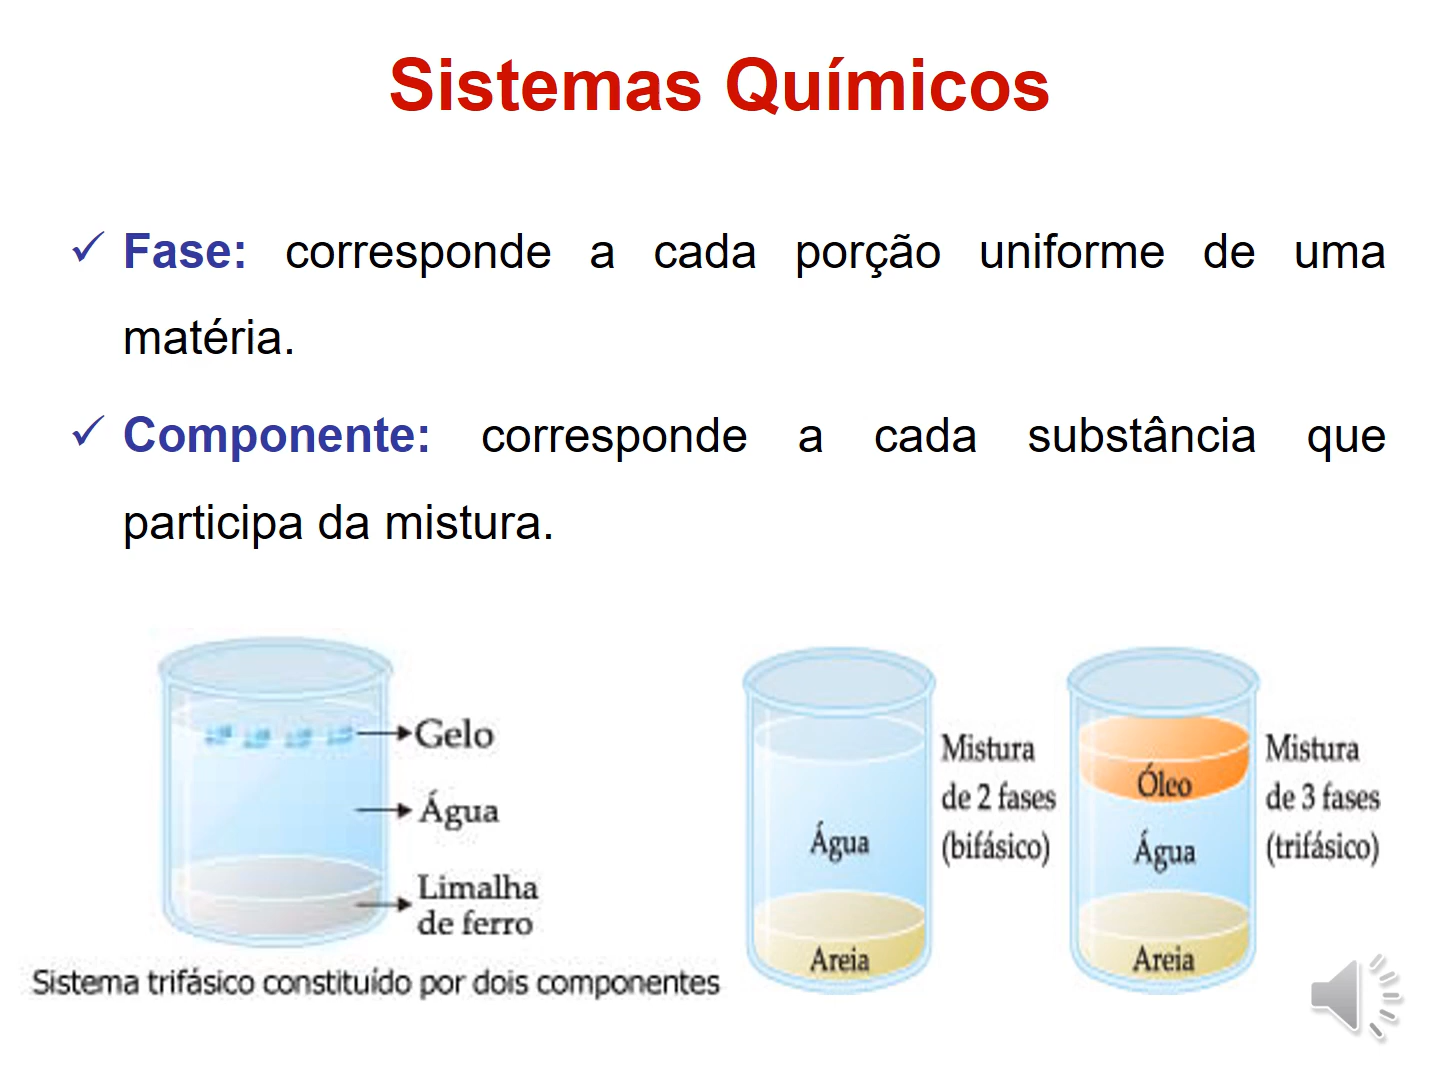 Sistemas Químicos
✓ Fase: corresponde a cada porção uniforme de uma
matéria.
✓ Componente: corresponde a cada substância que
participa da mistura.
Gelo
Água
Limalha
de ferro
Sistema trifásico constituído por dois componentes
Água
Areia
Mistura
de 2 fases
(bifásico)
Óleo
Água
Areia
Mistura
de 3 fases
(trifásico)